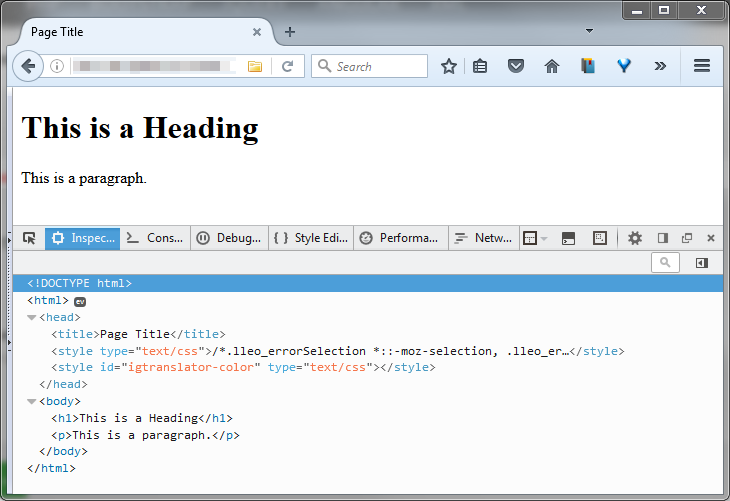 Page Title
Search
This is a Heading
This is a paragraph.
Inspec... Cons... Debug... Style Edi... Performa... Netw...
<!DOCTYPE html>
<html> ev
<head>
<title>Page Title</title>
<style type="text/css">/*.lleo_errorSelection *::-moz-selection, .lleo_er…</style>
<style id="igtranslator-color" type="text/css"></style>
</head>
<body>
<h1>This is a Heading</h1>
<p>This is a paragraph.</p>
</body>
</html>